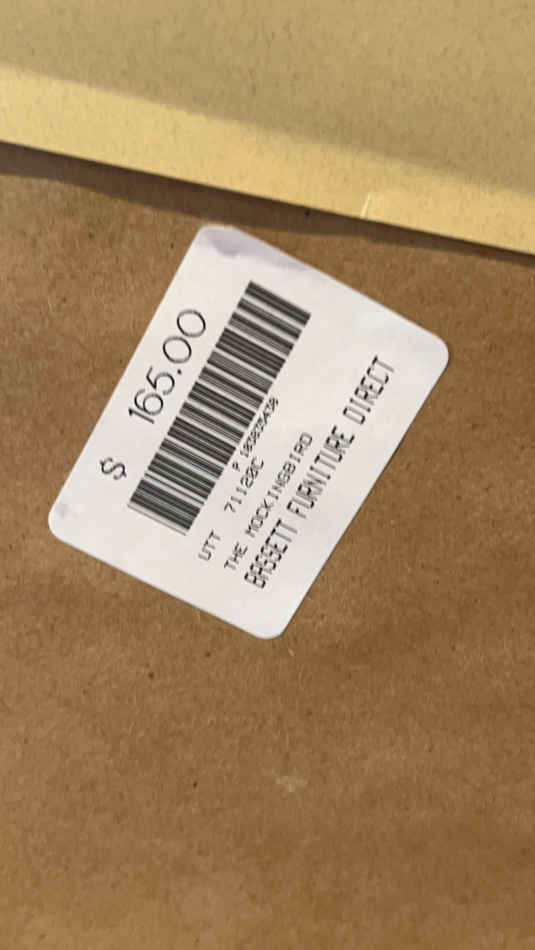 BASSETT FURNITURE DIRECT
THE MOCKINGBIRD
UTT 71120C
$ 165.00